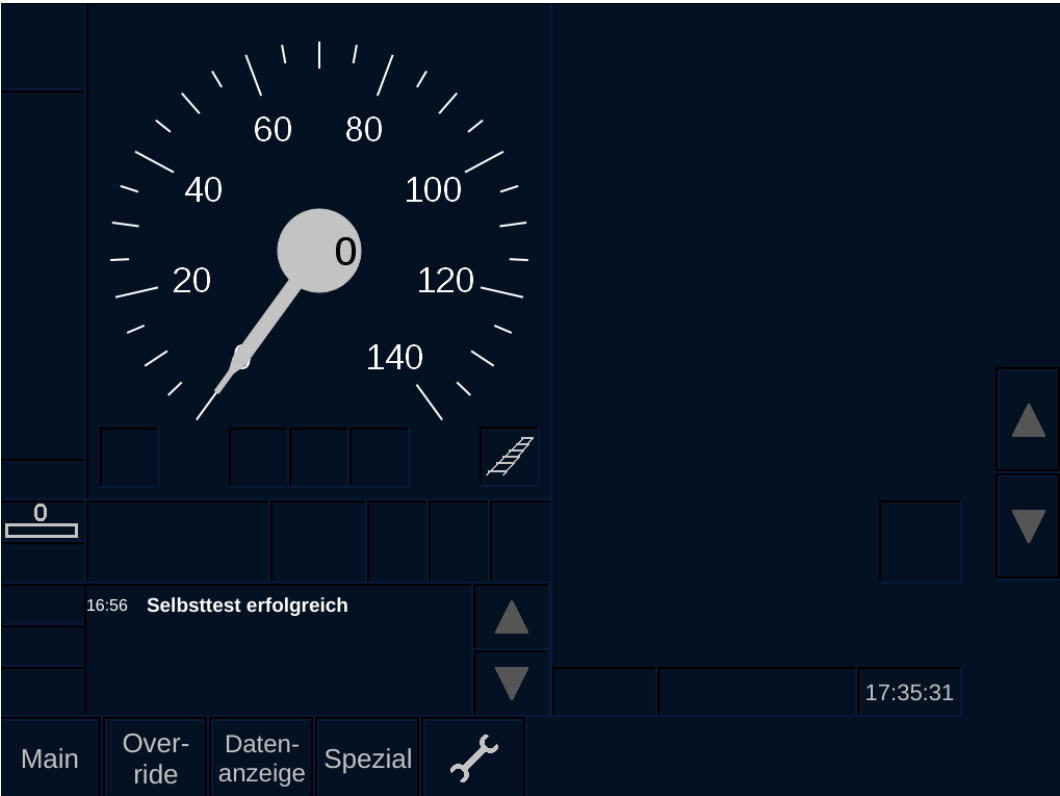 60 80
40 100
0
20 120
0 140
0
16:56 Selbsttest erfolgreich
17:35:31
Main
Over-
ride
Daten-
anzeige
Spezial